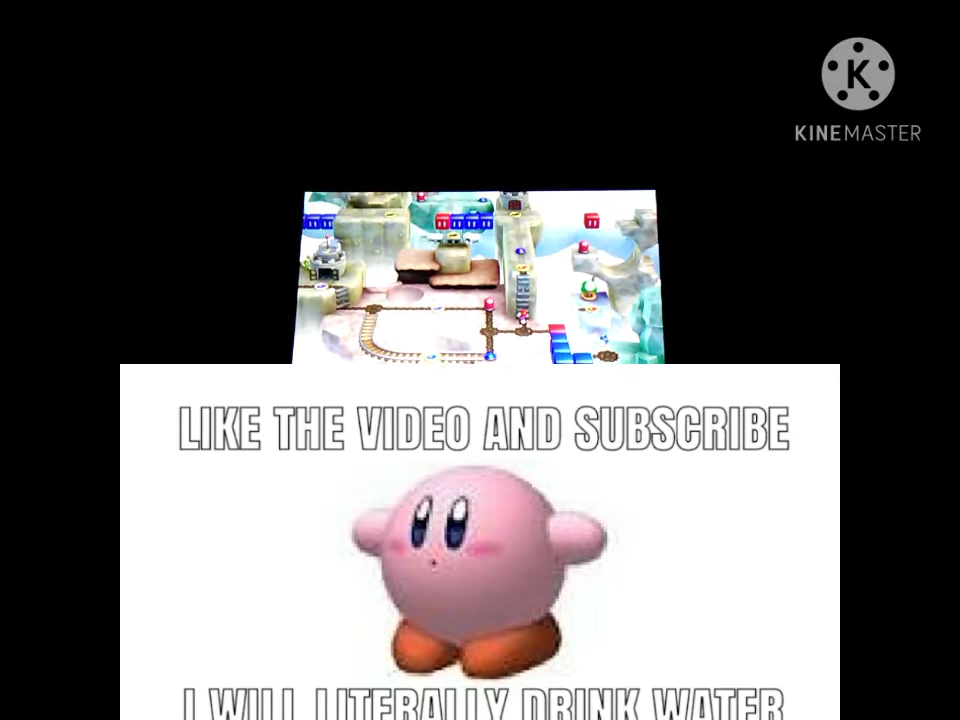 K
KINEMASTER
LIKE THE VIDEO AND SUBSCRIBE
I WILL LITERALLY DRINK WATER